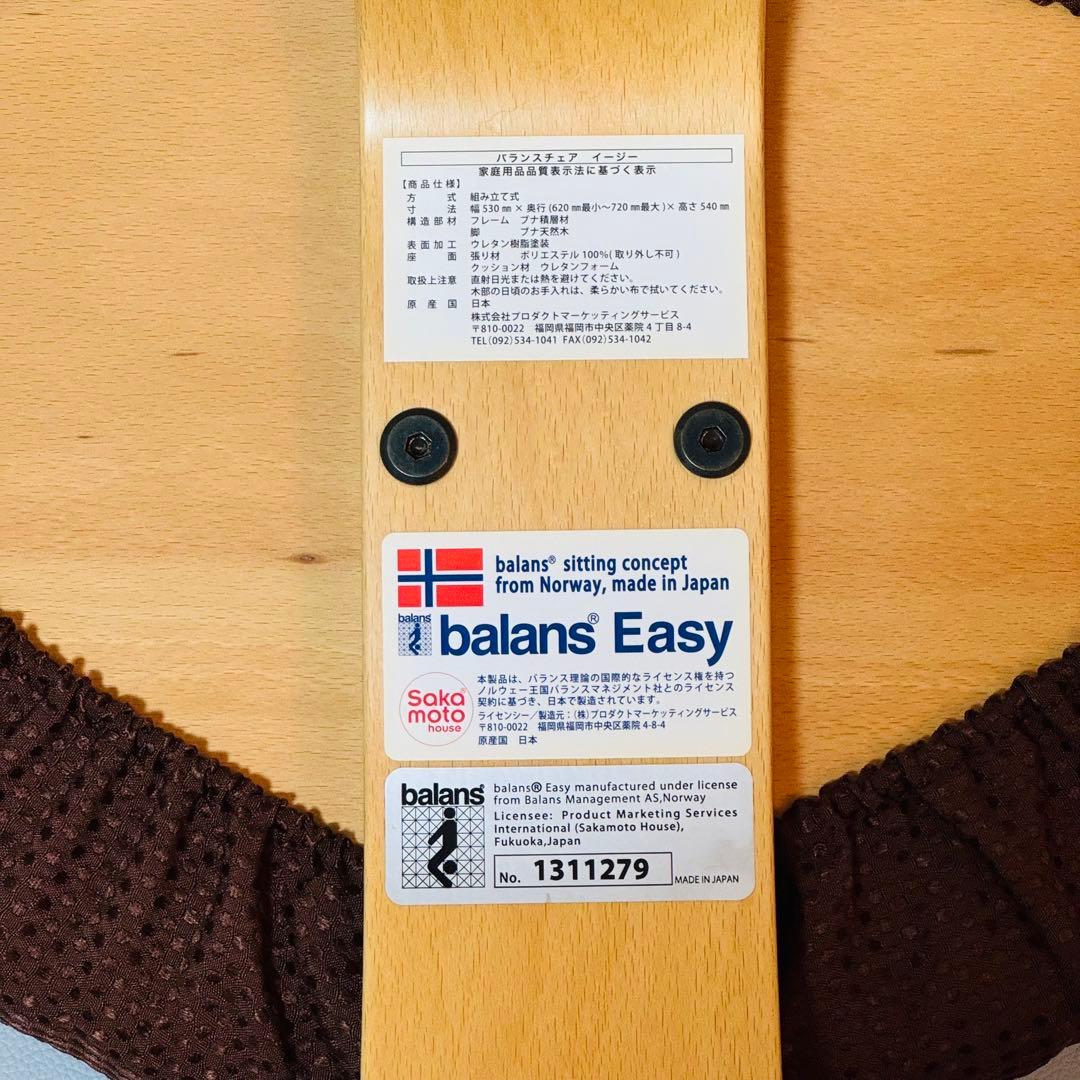 バランスチェア　イージー
家庭用品品質表示法に基づく表示
【商品仕様】
方　　式　組み立て式
寸　　法　幅 530 ㎜ × 奥行 (620 ㎜最小～720 ㎜最大 )× 高さ 540 ㎜
構造部材　フレーム　ブナ積層材
脚　　　ブナ天然木
表面加工　ウレタン樹脂塗装
座　　面　張り材　　ポリエステル 100%( 取り外し不可 )
クッション材　ウレタンフォーム
取扱上注意　直射日光または熱を避けてください。
木部の日頃のお手入れは、柔らかい布で拭いてください。
原 産 国　日本
株式会社プロダクトマーケッティングサービス
〒810-0022　福岡県福岡市中央区薬院 4 丁目 8-4
TEL(092)534-1041 FAX(092)534-1042
balans® sitting concept
from Norway, made in Japan
balans
balans® Easy
本製品は、バランス理論の国際的なライセンス権を持つ
ノルウェー王国バランスマネジメント社とのライセンス
契約に基づき、日本で製造されています。
Saka®
moto
house
ライセンシー／製造元：（株）プロダクトマーケッティングサービス
〒810-0022　福岡県福岡市中央区薬院 4-8-4
原産国　日本
balans®
balans® Easy manufactured under license
from Balans Management AS,Norway
Licensee: Product Marketing Services
International (Sakamoto House),
Fukuoka,Japan
No. 1311279
MADE IN JAPAN